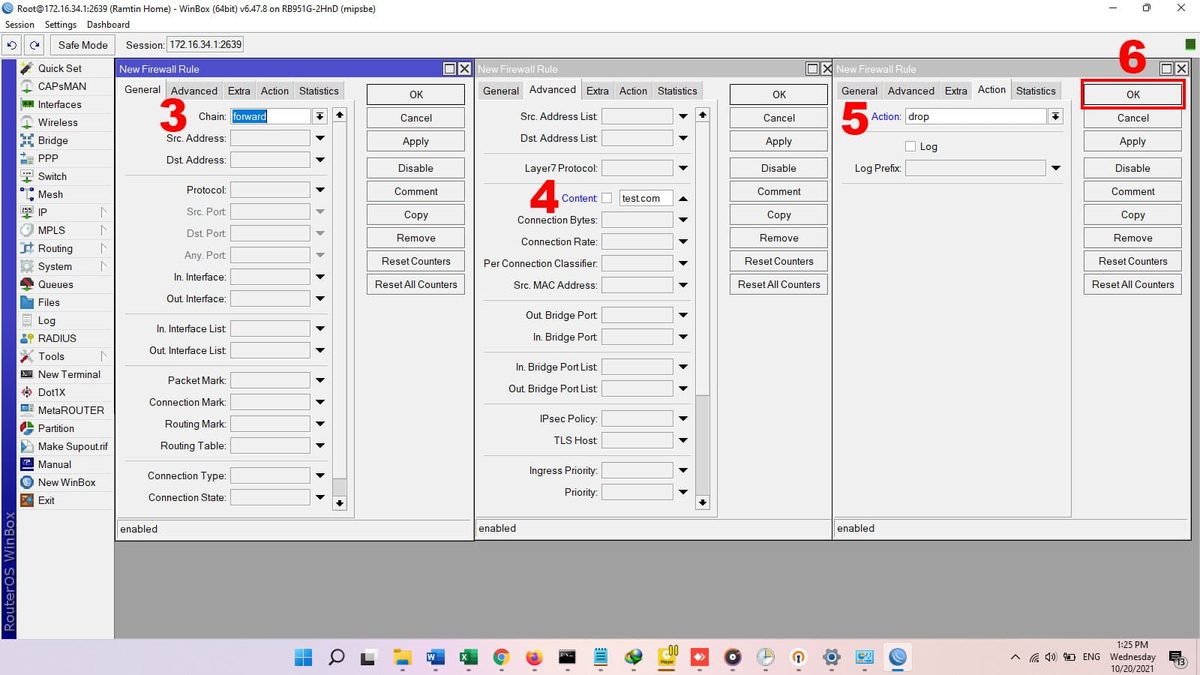 Root@172.16.34.1:2639 (Ramtin Home) - WinBox (64bit) v6.47.8 on RB951G-2HnD (mipsbe)
Session Settings Dashboard
Safe Mode Session: 172.16.34.1:2639
6
RouterOS WinBox
Quick Set
CAPsMAN
Interfaces
Wireless
Bridge
PPP
Switch
Mesh
IP
MPLS
Routing
System
Queues
Files
Log
RADIUS
Tools
New Terminal
Dot1X
MetaROUTER
Partition
Make Supout.rif
Manual
New WinBox
Exit
New Firewall Rule
General Advanced Extra Action Statistics
3
Chain: forward
Src. Address:
Dst. Address:
Protocol:
Src. Port:
Dst. Port:
Any. Port:
In. Interface:
Out. Interface:
In. Interface List:
Out. Interface List:
Packet Mark:
Connection Mark:
Routing Mark:
Routing Table:
Connection Type:
Connection State:
OK
Cancel
Apply
Disable
Comment
Copy
Remove
Reset Counters
Reset All Counters
enabled
New Firewall Rule
General Advanced Extra Action Statistics
Src. Address List:
Dst. Address List:
Layer7 Protocol:
4
Content: test.com
Connection Bytes:
Connection Rate:
Per Connection Classifier:
Src. MAC Address:
Out. Bridge Port:
In. Bridge Port:
In. Bridge Port List:
Out. Bridge Port List:
IPsec Policy:
TLS Host:
Ingress Priority:
Priority:
OK
Cancel
Apply
Disable
Comment
Copy
Remove
Reset Counters
Reset All Counters
enabled
New Firewall Rule
General Advanced Extra Action Statistics
5
Action: drop
Log
Log Prefix:
OK
Cancel
Apply
Disable
Comment
Copy
Remove
Reset Counters
Reset All Counters
enabled
ENG
1:25 PM
Wednesday
10/20/2021
13